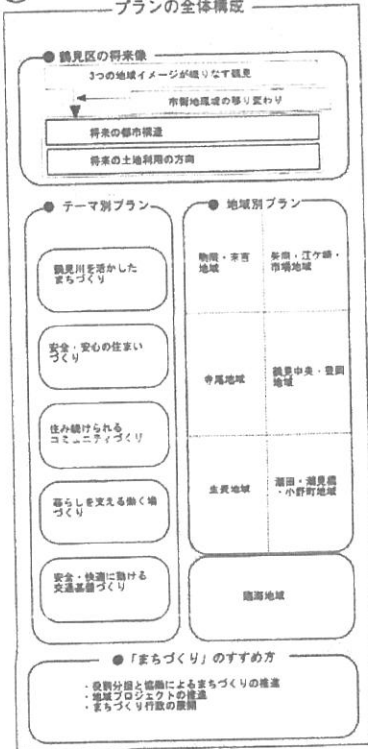 プランの全体構成
● 鶴見区の将来像
3つの地域イメージが織りなす鶴見
市街地環境の移り変わり
将来の都市構造
将来の土地利用の方向
● テーマ別プラン
鶴見川を活かした
まちづくり
安全・安心の住まい
づくり
住み続けられる
コミュニティづくり
暮らしを支える働く場
づくり
安全・快適に動ける
交通基盤づくり
● 地域別プラン
駒岡・末吉
地域
矢向・江ケ崎・
市場地域
寺尾地域
鶴見中央・豊岡
地域
生麦地域
潮田・潮見橋
・小野町地域
臨海地域
● 「まちづくり」のすすめ方
・役割分担と協働によるまちづくりの推進
・地域プロジェクトの推進
・まちづくり行政の展開